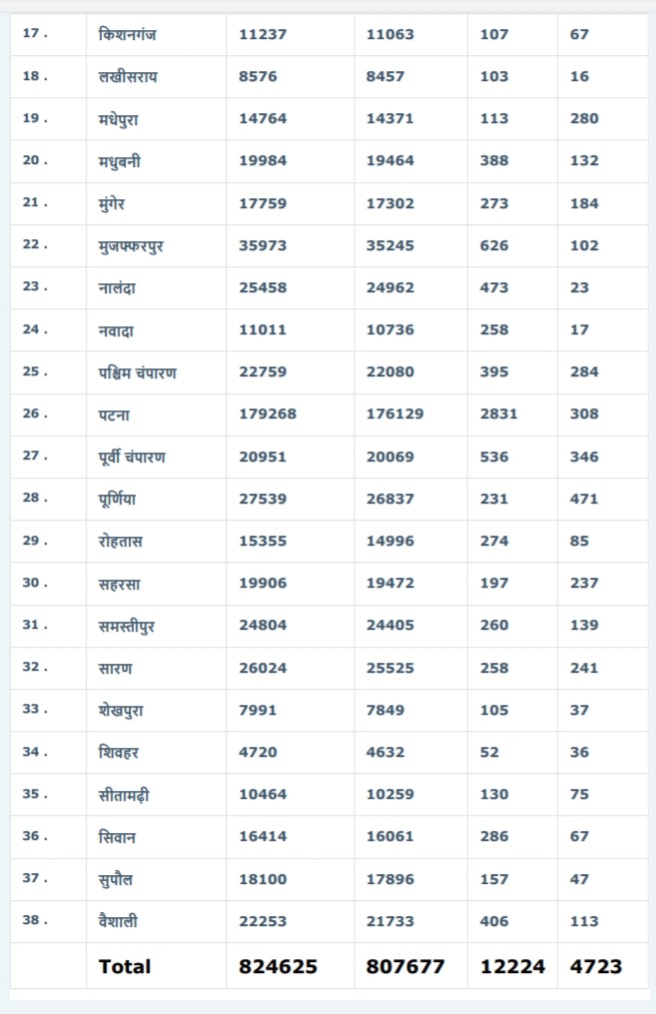 17 . किशनगंज 11237 11063 107 67
18 . लखीसराय 8576 8457 103 16
19 . मधेपुरा 14764 14371 113 280
20 . मधुबनी 19984 19464 388 132
21 . मुंगेर 17759 17302 273 184
22 . मुजफ्फरपुर 35973 35245 626 102
23 . नालंदा 25458 24962 473 23
24 . नवादा 11011 10736 258 17
25 . पश्चिम चंपारण 22759 22080 395 284
26 . पटना 179268 176129 2831 308
27 . पूर्वी चंपारण 20951 20069 536 346
28 . पूर्णिया 27539 26837 231 471
29 . रोहतास 15355 14996 274 85
30 . सहरसा 19906 19472 197 237
31 . समस्तीपुर 24804 24405 260 139
32 . सारण 26024 25525 258 241
33 . शेखपुरा 7991 7849 105 37
34 . शिवहर 4720 4632 52 36
35 . सीतामढ़ी 10464 10259 130 75
36 . सिवान 16414 16061 286 67
37 . सुपौल 18100 17896 157 47
38 . वैशाली 22253 21733 406 113
Total 824625 807677 12224 4723